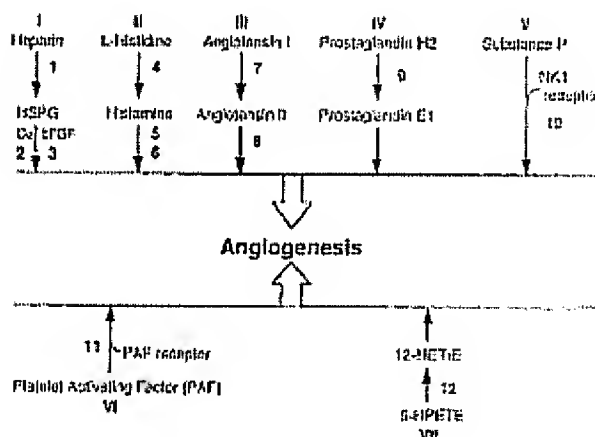 I II III IV V
Heparin L-Histidine Angiotensin I Prostaglandin H2 Substance P
1 4 7 9
NK1
receptor
HSPG Histamine Angiotensin II Prostaglandin E1
2 3 5 8 10
6
Angiogenesis
11 PAF receptor 12-HETrE
Platelet Activating Factor (PAF) 12
VI